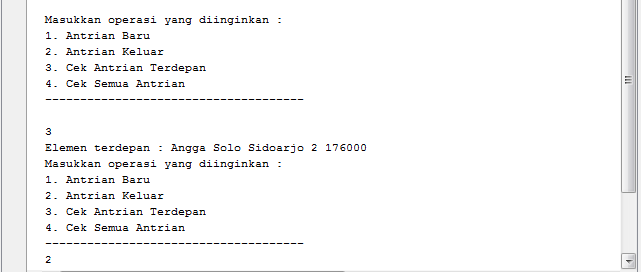 Masukkan operasi yang diinginkan :
1. Antrian Baru
2. Antrian Keluar
3. Cek Antrian Terdepan
4. Cek Semua Antrian
-------------------------------------
3
Elemen terdepan : Angga Solo Sidoarjo 2 176000
Masukkan operasi yang diinginkan :
1. Antrian Baru
2. Antrian Keluar
3. Cek Antrian Terdepan
4. Cek Semua Antrian
-------------------------------------
2